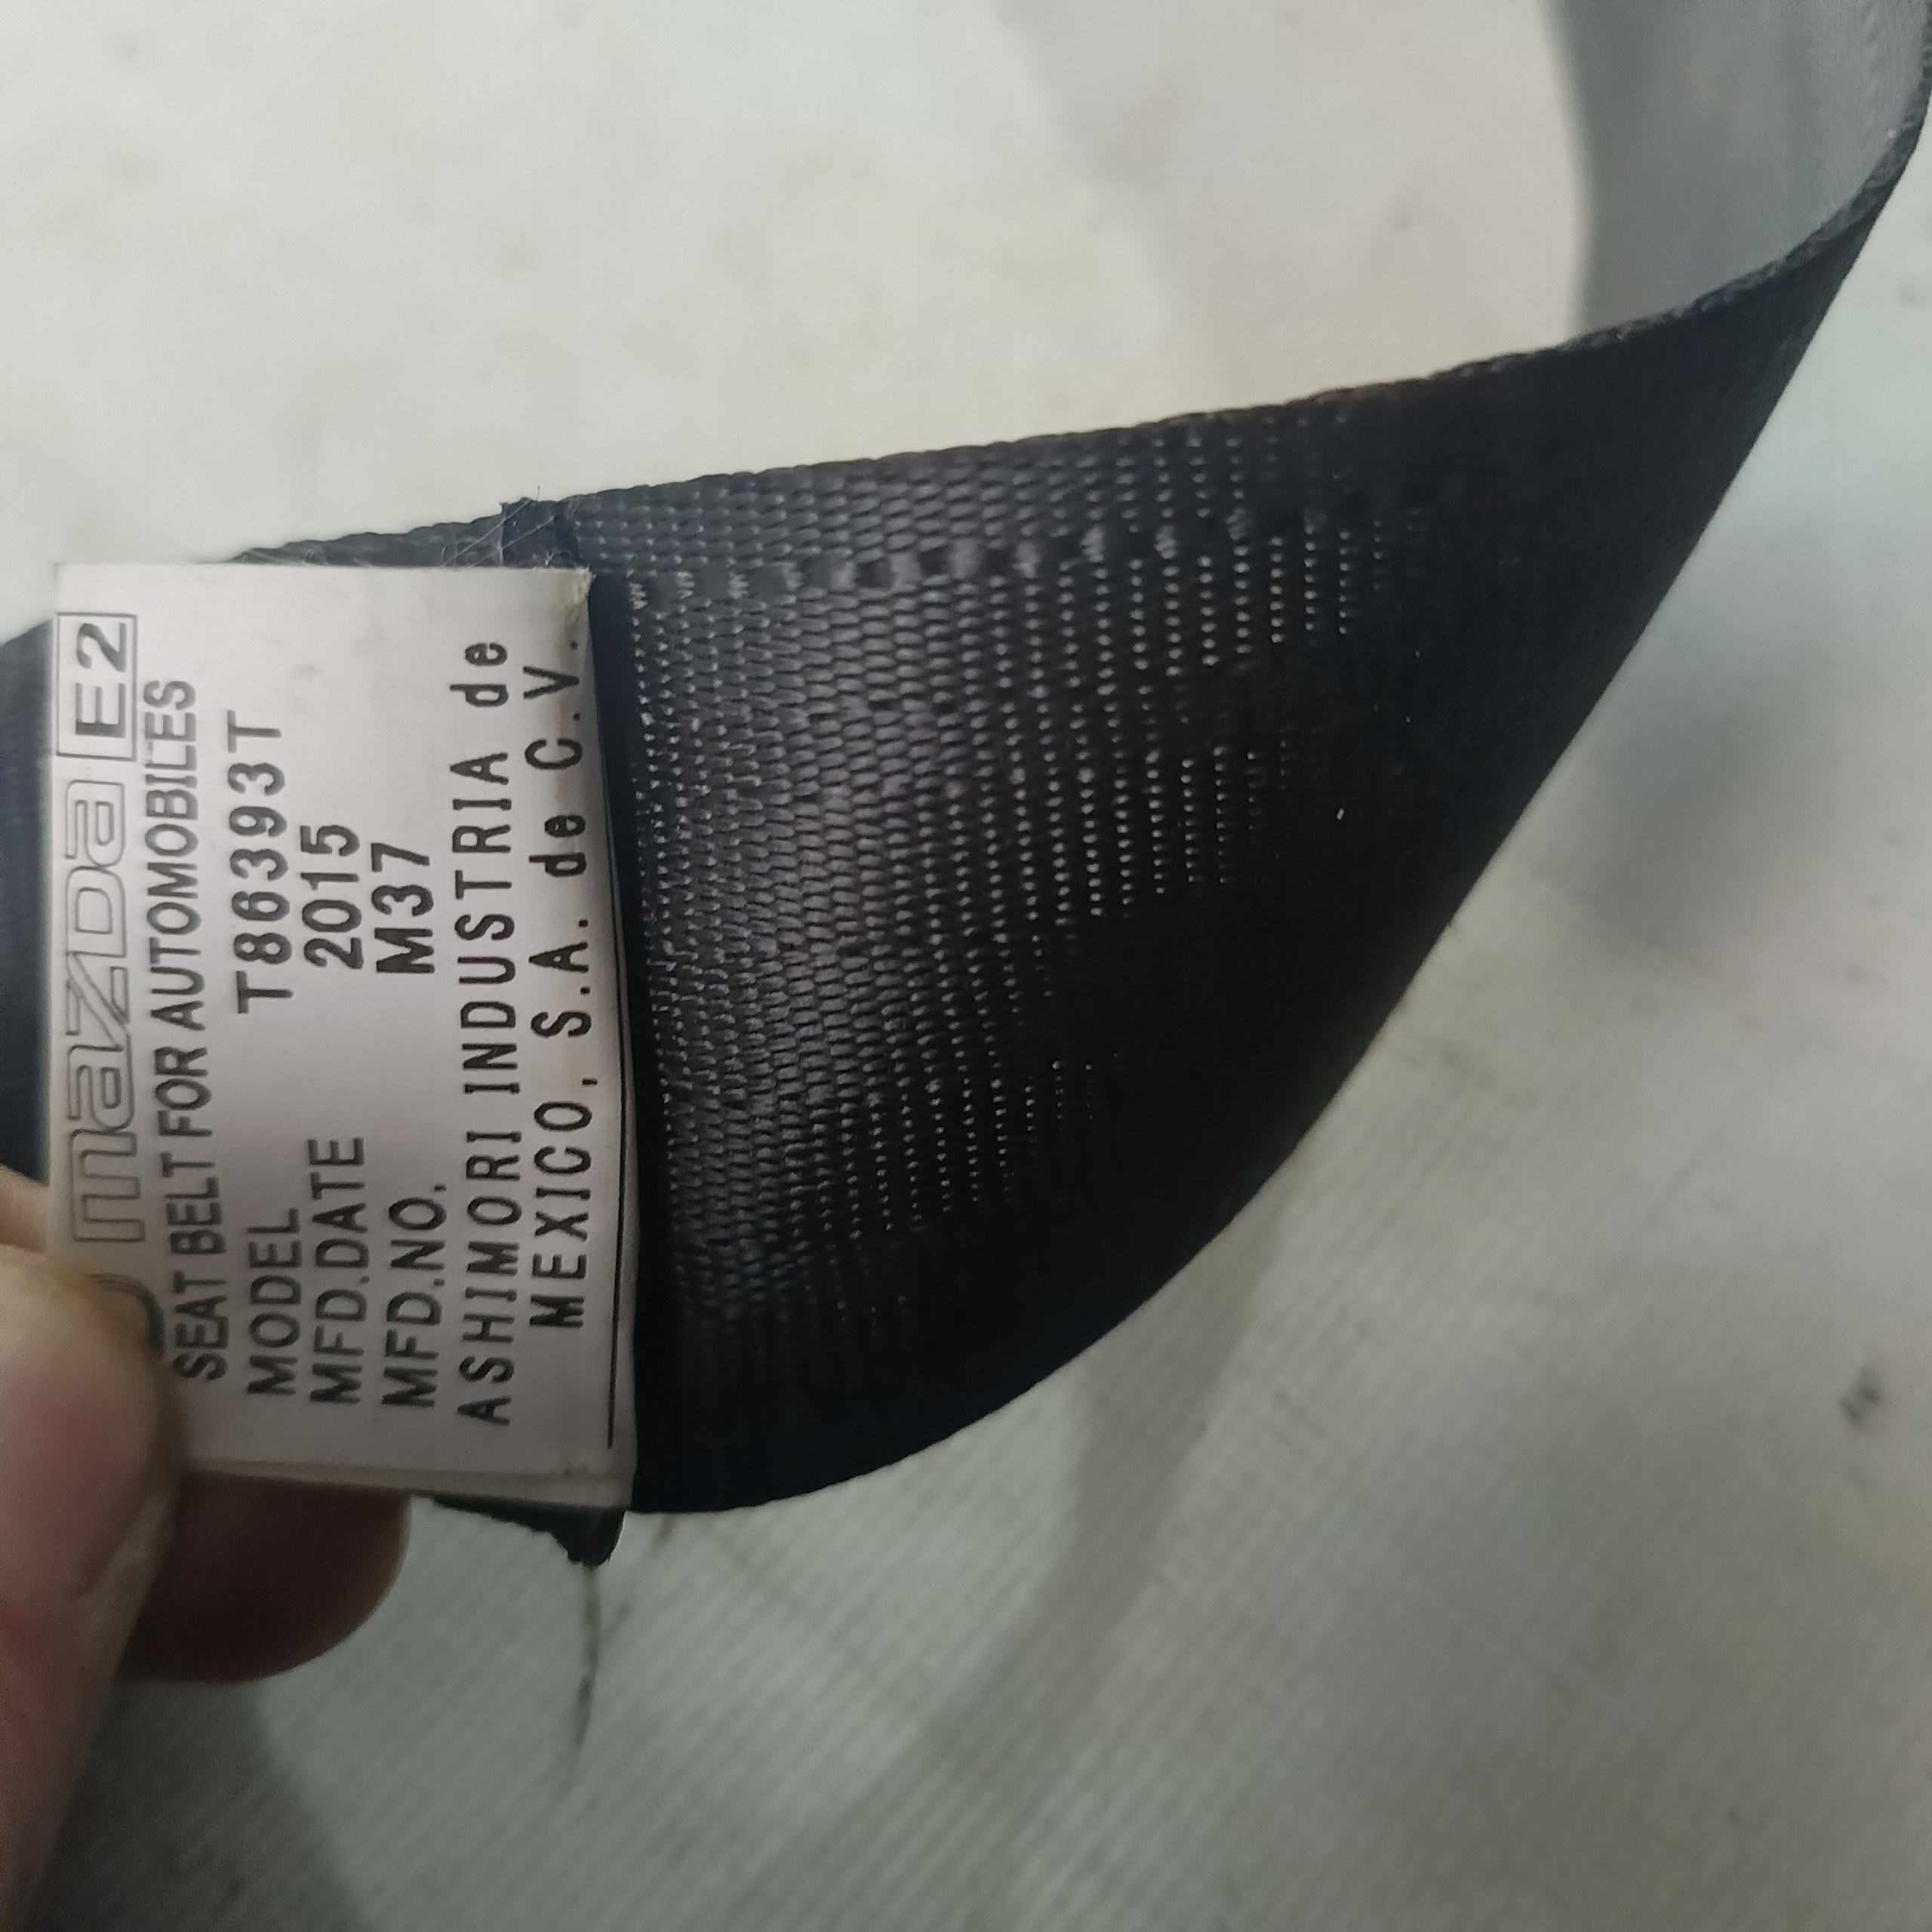 mazDa E2
SEAT BELT FOR AUTOMOBILES
MODEL T86393T
MFD.DATE 2015
MFD.NO. M37
ASHIMORI INDUSTRIA de
MEXICO, S.A. de C.V.